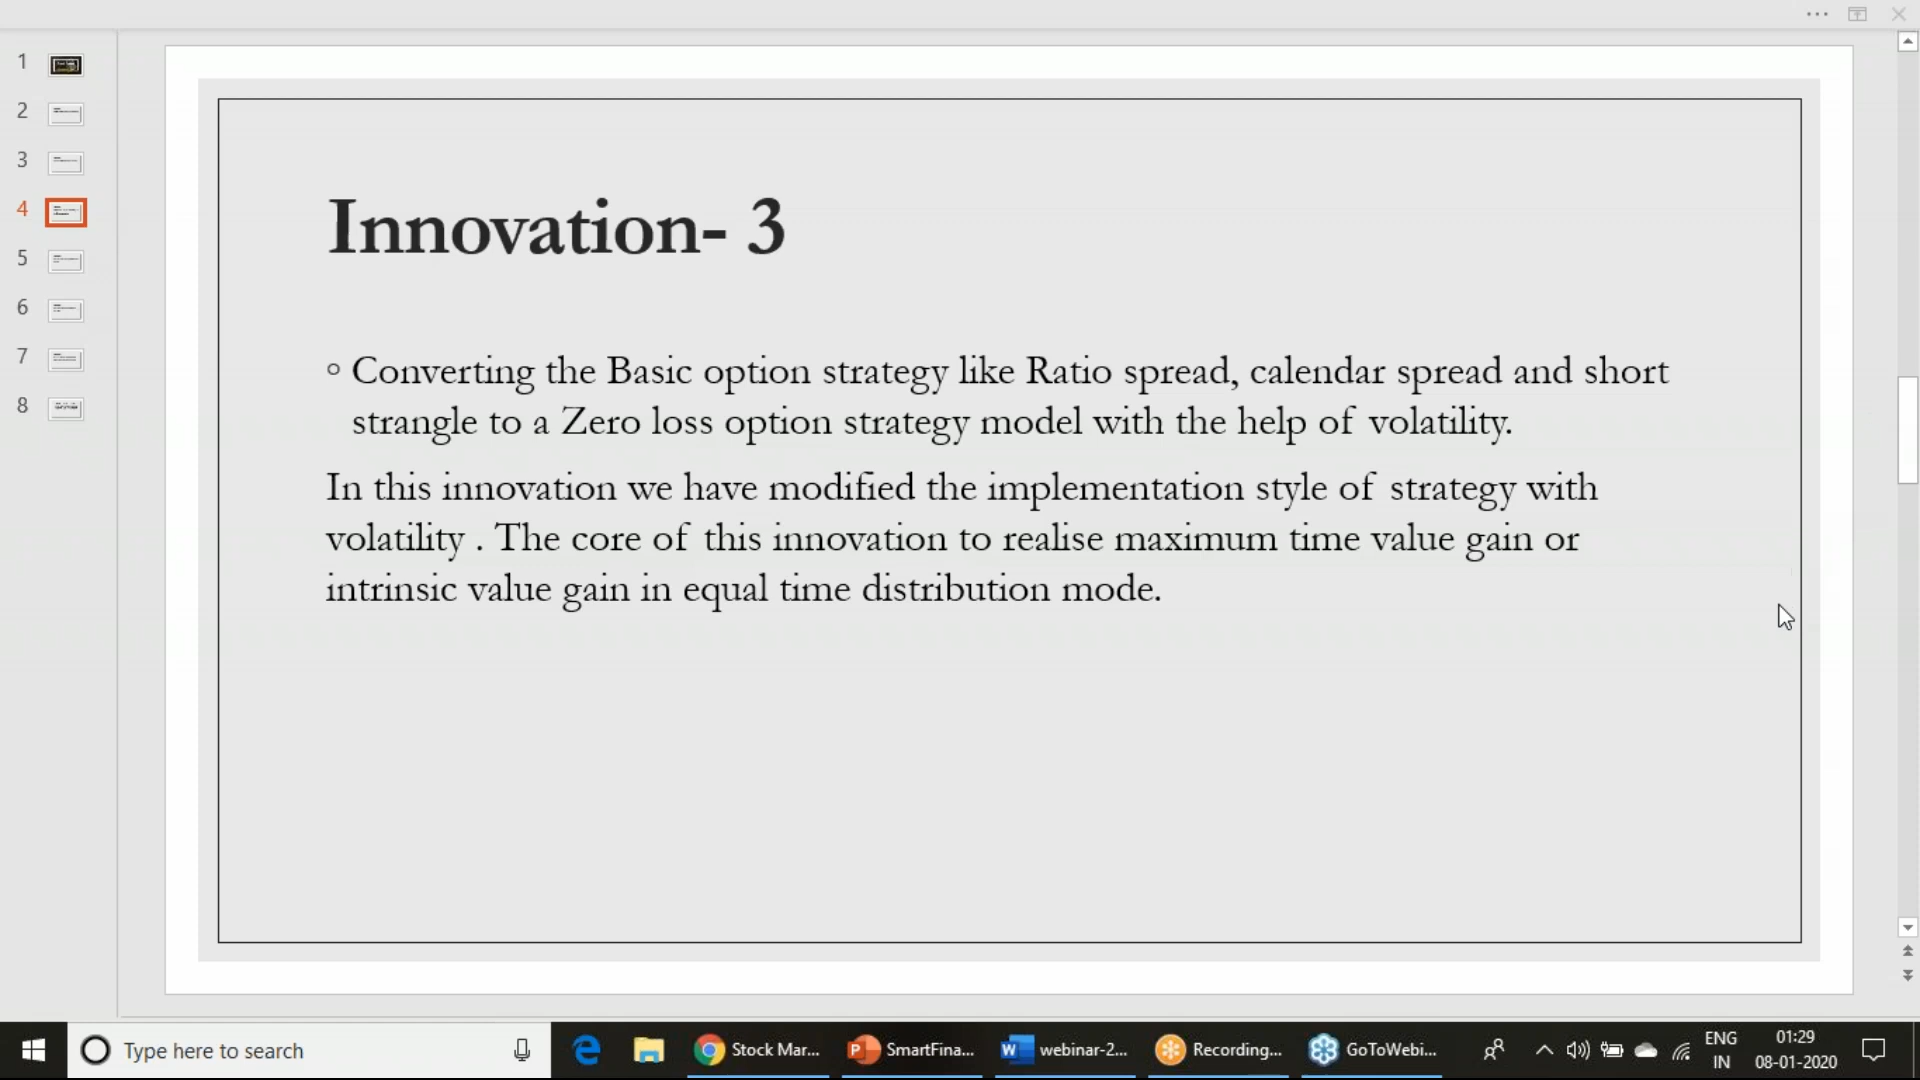 1
2
3
4
5
6
7
8
Innovation- 3
Converting the Basic option strategy like Ratio spread, calendar spread and short
strangle to a Zero loss option strategy model with the help of volatility.
In this innovation we have modified the implementation style of strategy with
volatility . The core of this innovation to realise maximum time value gain or
intrinsic value gain in equal time distribution mode.
Type here to search
Stock Mar...
SmartFina...
webinar-2...
Recording...
GoToWebi...
ENG
IN
01:29
08-01-2020